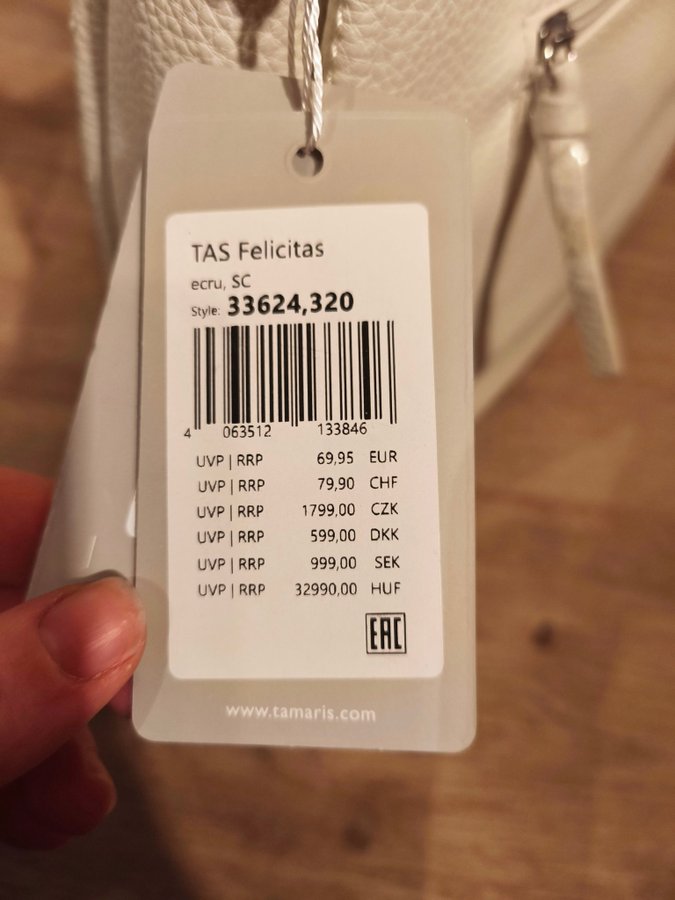 TAS Felicitas
ecru, SC
Style: 33624,320
4 063512 133846
UVP | RRP 69,95 EUR
UVP | RRP 79,90 CHF
UVP | RRP 1799,00 CZK
UVP | RRP 599,00 DKK
UVP | RRP 999,00 SEK
UVP | RRP 32990,00 HUF
EAC
www.tamaris.com